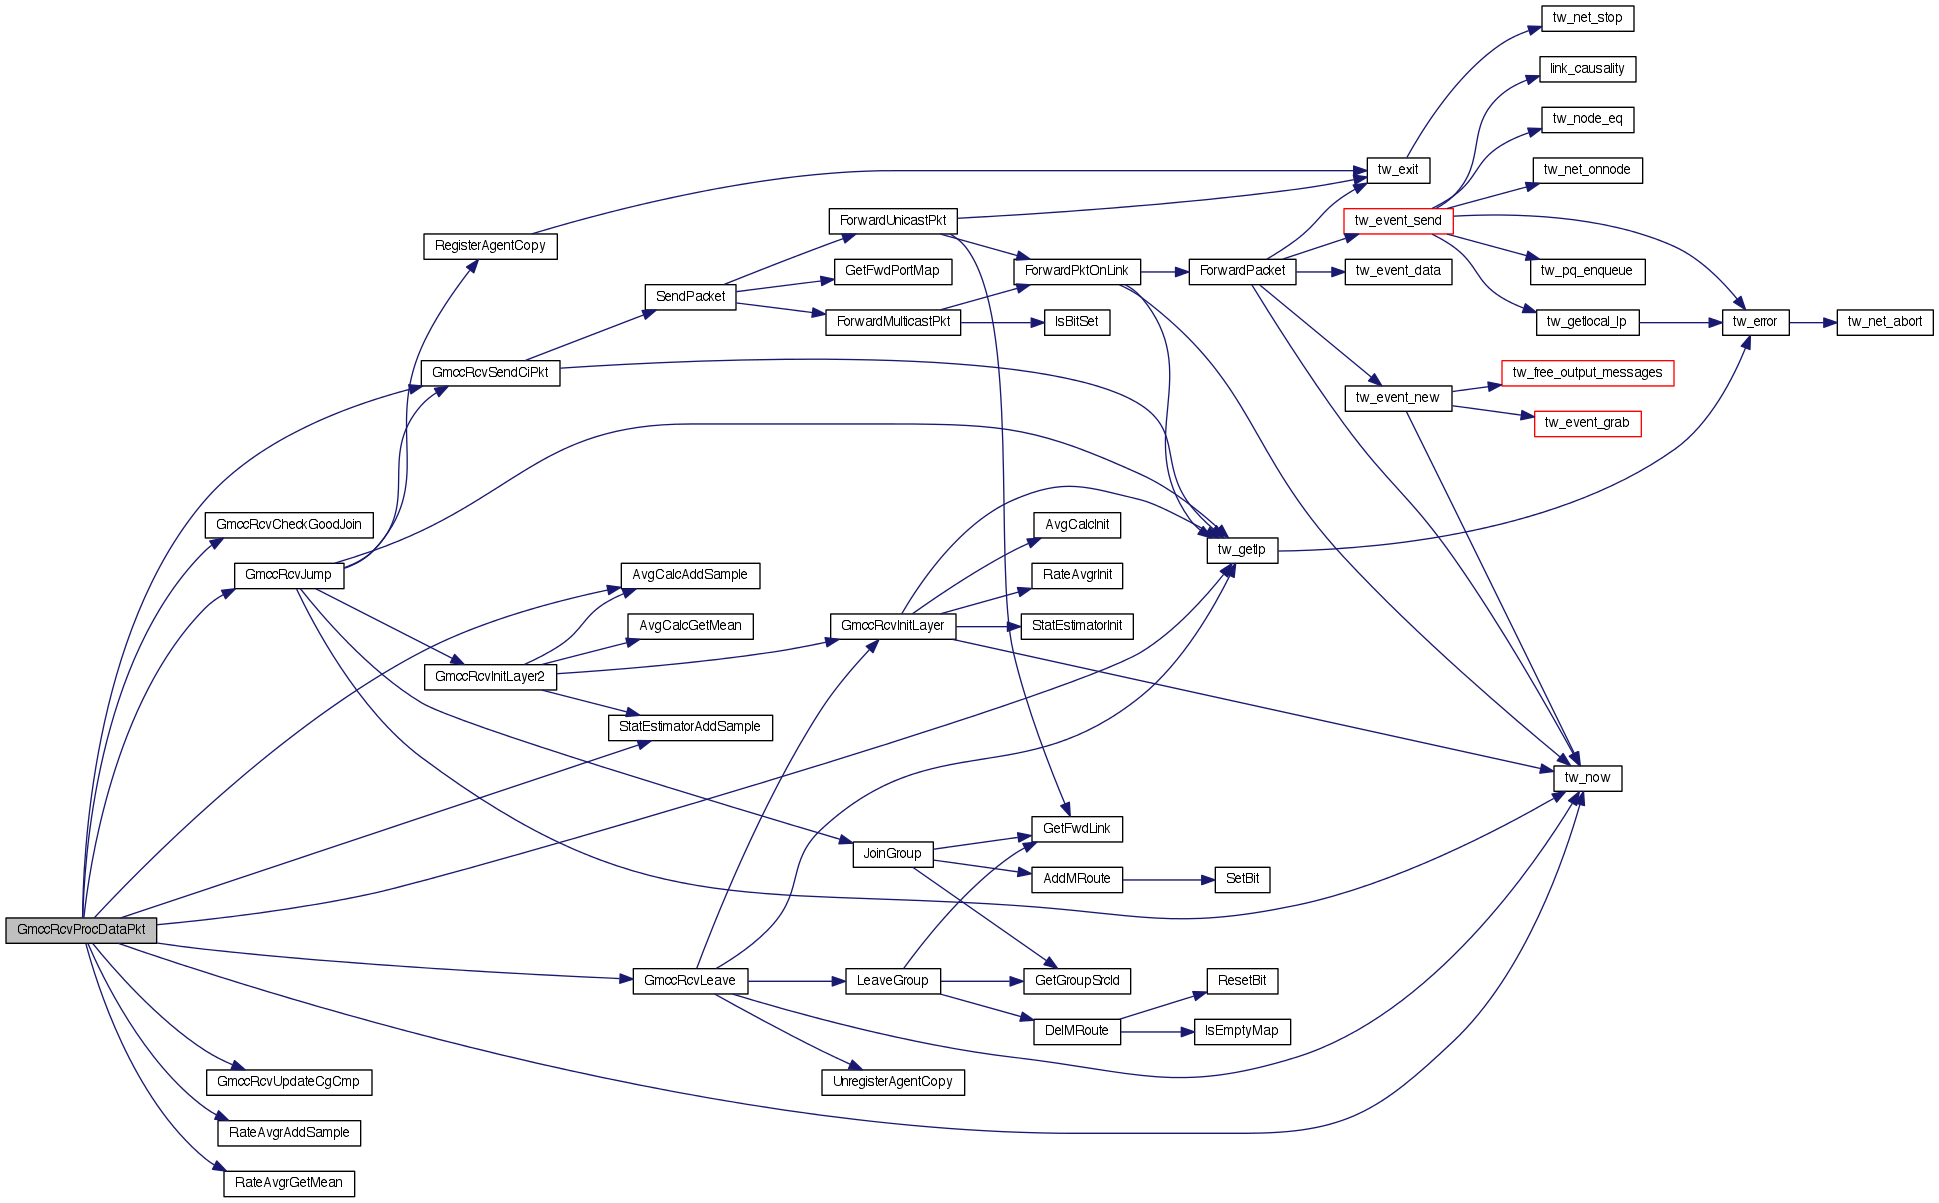 tw_net_stop
link_causality
tw_node_eq
tw_exit
tw_net_onnode
ForwardUnicastPkt
tw_event_send
RegisterAgentCopy
GetFwdPortMap
ForwardPktOnLink
ForwardPacket
tw_event_data
tw_pq_enqueue
SendPacket
ForwardMulticastPkt
IsBitSet
tw_getlocal_lp
tw_error
tw_net_abort
GmccRcvSendCiPkt
tw_free_output_messages
tw_event_new
tw_event_grab
GmccRcvCheckGoodJoin
AvgCalcInit
tw_getlp
GmccRcvJump
AvgCalcAddSample
RateAvgrInit
AvgCalcGetMean
GmccRcvInitLayer
StatEstimatorInit
GmccRcvInitLayer2
StatEstimatorAddSample
tw_now
GetFwdLink
JoinGroup
AddMRoute
SetBit
GmccRcvProcDataPkt
GmccRcvLeave
LeaveGroup
GetGroupSrcId
ResetBit
DelMRoute
IsEmptyMap
GmccRcvUpdateCgCmp
UnregisterAgentCopy
RateAvgrAddSample
RateAvgrGetMean